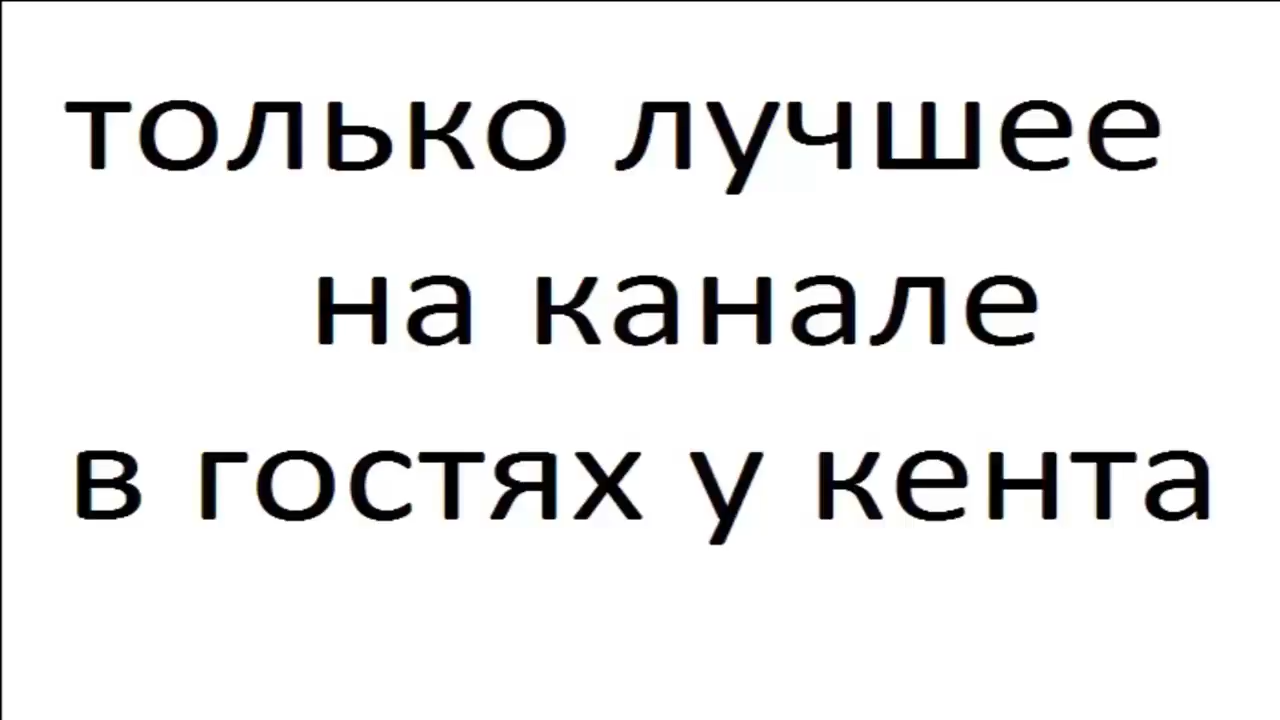 только лучшее
на канале
в гостях у кента